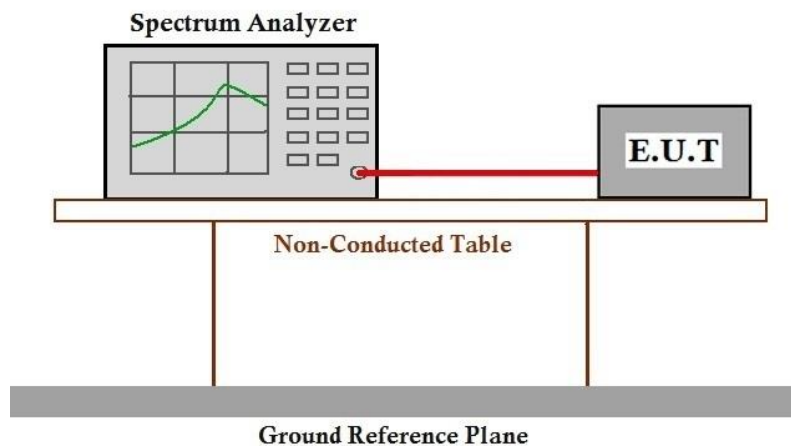 Spectrum Analyzer
E.U.T
Non-Conducted Table
Ground Reference Plane